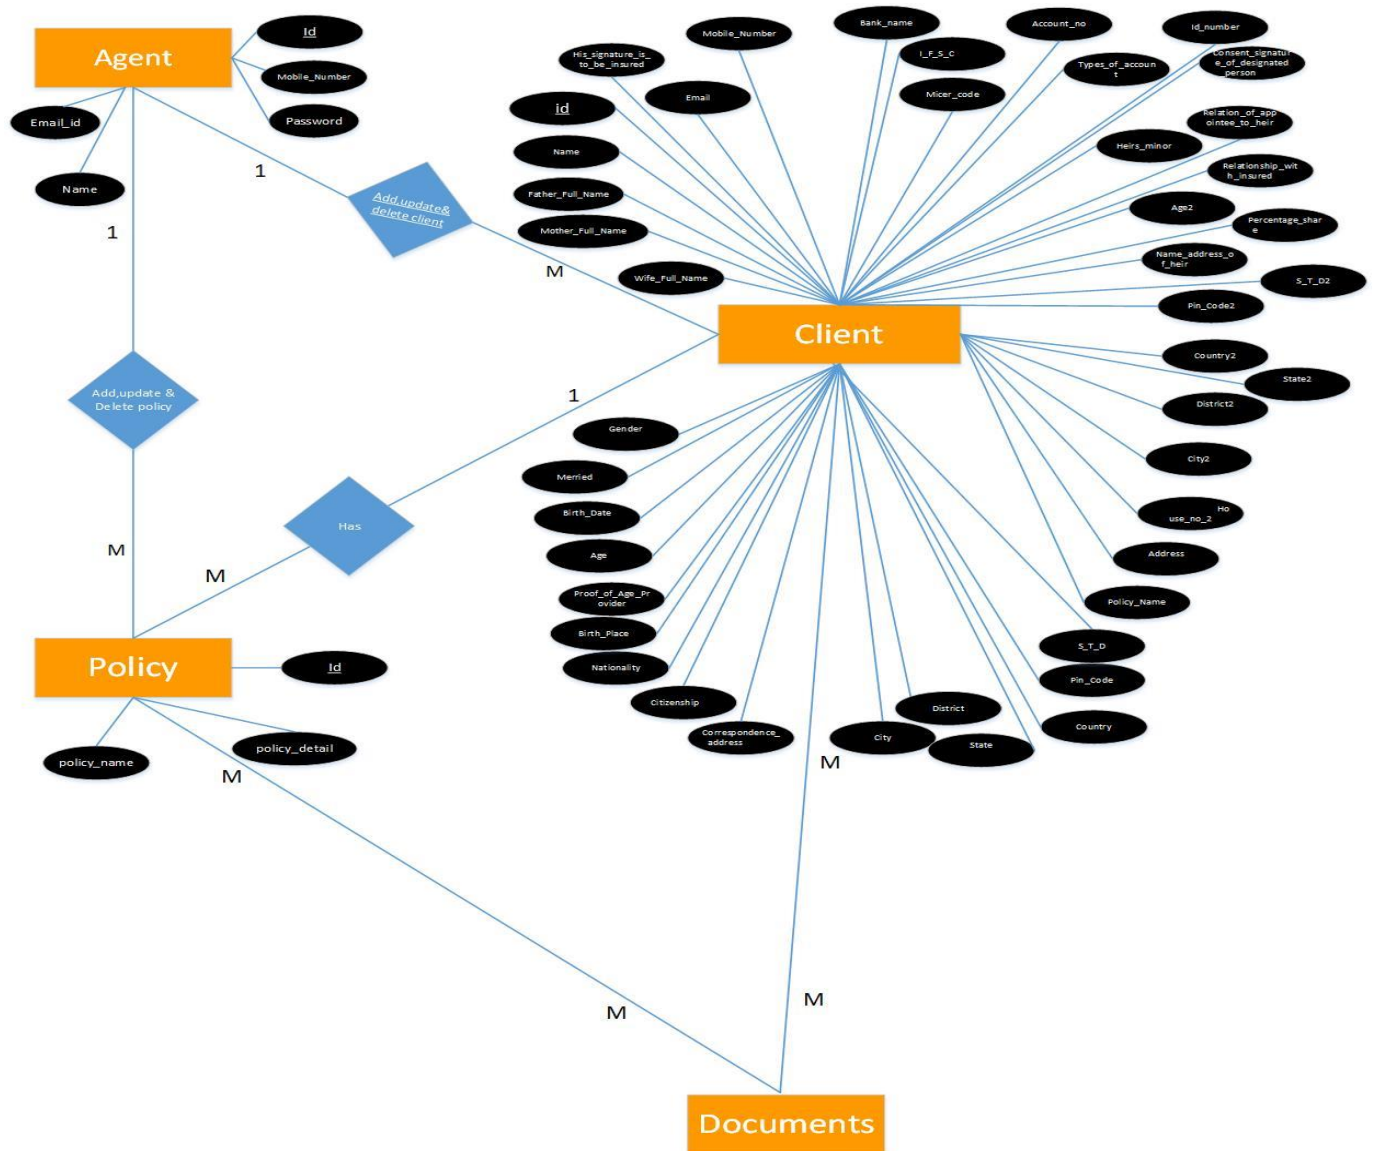 Agent
Id
Mobile_Number
Password
Email_id
Name
1
1
Add,update&
delete client
M
His_signature_is_
to_be_insured
Mobile_Number
Bank_name
Account_no
Id_number
I_F_S_C
Types_of_accoun
t
Consent_signatur
e_of_designated
person
Email
Micer_code
id
Relation_of_app
ointee_to_heir
Name
Heirs_minor
Relationship_wit
h_insured
Father_Full_Name
Age2
Mother_Full_Name
Percentage_shar
e
Name_address_o
f_heir
Wife_Full_Name
S_T_D2
Pin_Code2
Client
Country2
State2
District2
City2
Ho
use_no_2
Address
Policy_Name
S_T_D
Pin_Code
Country
Gender
Merried
Birth_Date
Age
Proof_of_Age_Pr
ovider
Birth_Place
Nationality
Citizenship
Correspondence_
address
City
District
State
Add,update &
Delete policy
M
1
Has
M
Policy
Id
policy_name
policy_detail
M
M
M
M
Documents